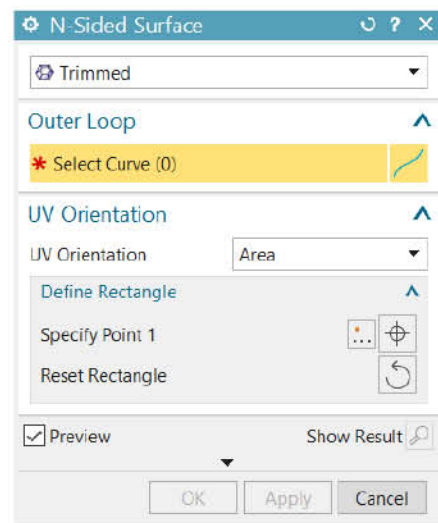 N-Sided Surface ? ×
Trimmed
Outer Loop
* Select Curve (0)
UV Orientation
UV Orientation Area
Define Rectangle
Specify Point 1
Reset Rectangle
Preview Show Result
OK Apply Cancel